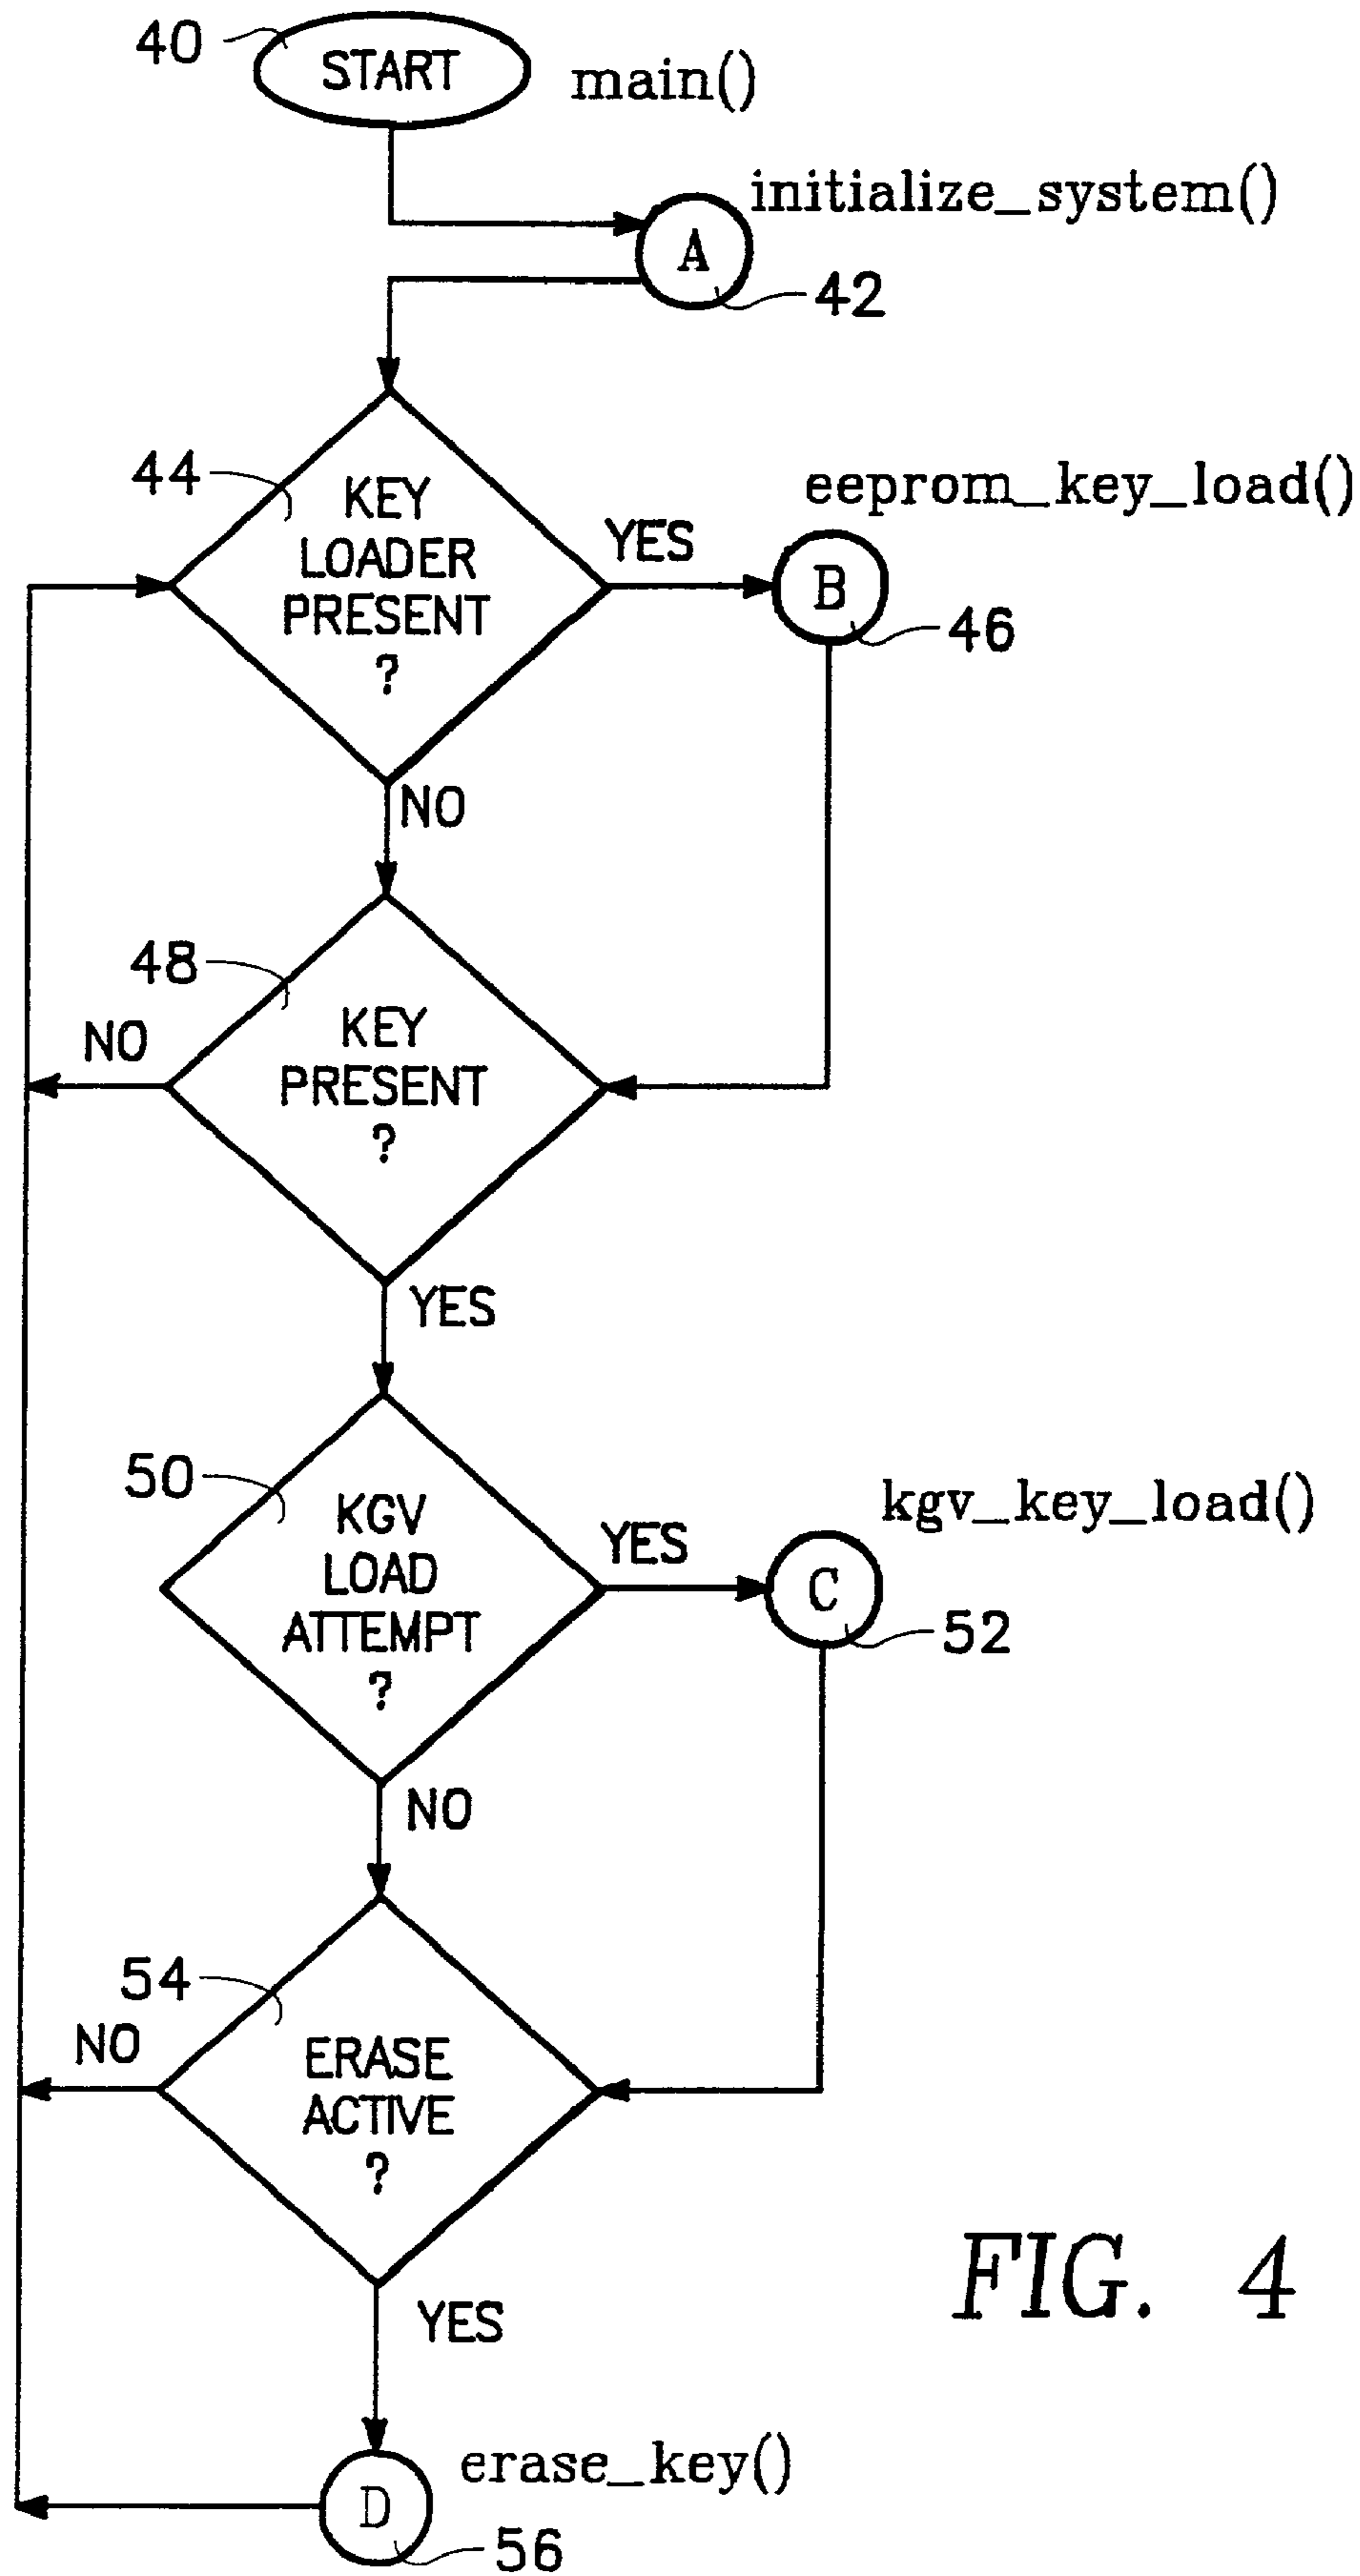 40
START
main()
initialize_system()
A
42
44
KEY
LOADER
PRESENT
?
YES
eeprom_key_load()
B
46
NO
48
KEY
PRESENT
?
NO
YES
50
KGV
LOAD
ATTEMPT
?
YES
kgv_key_load()
C
52
NO
54
ERASE
ACTIVE
?
NO
YES
erase_key()
D
56
FIG. 4